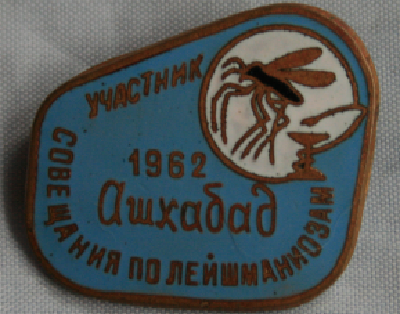 УЧАСТНИК
СОВЕЩАНИЯ ПО ЛЕЙШМАНИОЗАМ
1962
Ашхабад